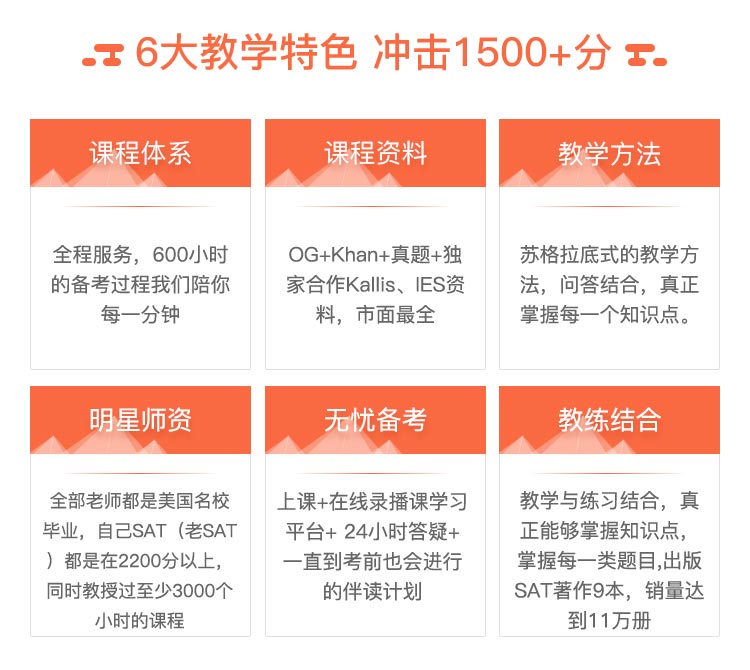 6大教学特色 冲击1500+分
课程体系
全程服务，600小时
的备考过程我们陪你
每一分钟
课程资料
OG+Khan+真题+独
家合作Kallis、IES资
料，市面最全
教学方法
苏格拉底式的教学方
法，问答结合，真正
掌握每一个知识点。
明星师资
全部老师都是美国名校
毕业，自己SAT（老SAT
）都是在2200分以上，
同时教授过至少3000个
小时的课程
无忧备考
上课+在线录播课学习
平台+ 24小时答疑+
一直到考前也会进行
的伴读计划
教练结合
教学与练习结合，真
正能够掌握知识点，
掌握每一类题目,出版
SAT著作9本，销量达
到11万册